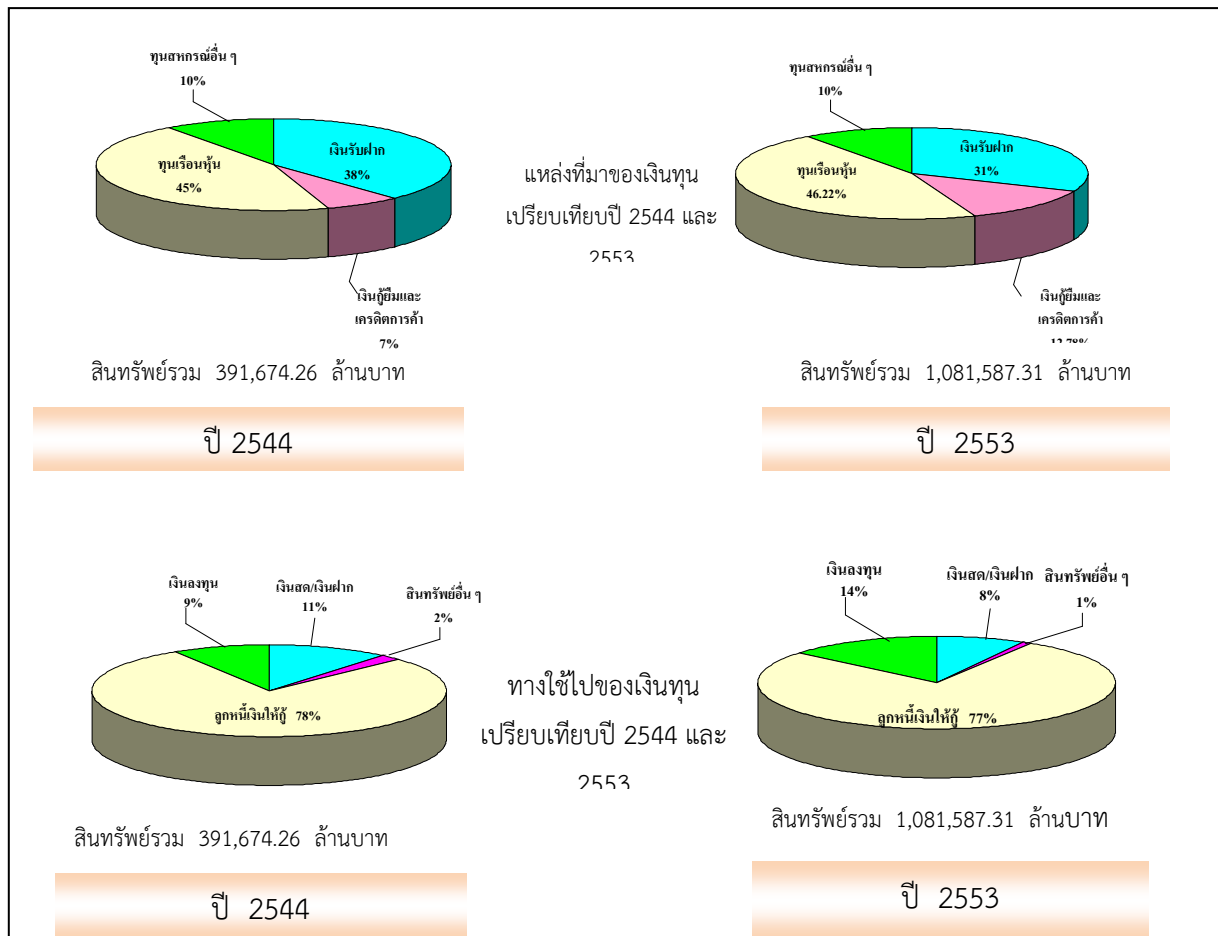 ทุนสหกรณ์อื่น ๆ
10%
เงินรับฝาก
38%
ทุนเรือนหุ้น
45%
เงินกู้ยืมและ
เครดิตการค้า
7%
สินทรัพย์รวม 391,674.26 ล้านบาท
ปี 2544
แหล่งที่มาของเงินทุน
เปรียบเทียบปี 2544 และ
2553
ทุนสหกรณ์อื่น ๆ
10%
เงินรับฝาก
31%
ทุนเรือนหุ้น
46.22%
เงินกู้ยืมและ
เครดิตการค้า
12.78%
สินทรัพย์รวม 1,081,587.31 ล้านบาท
ปี 2553
เงินลงทุน
9%
เงินสด/เงินฝาก
11%
สินทรัพย์อื่น ๆ
2%
ลูกหนี้เงินให้กู้ 78%
สินทรัพย์รวม 391,674.26 ล้านบาท
ปี 2544
ทางใช้ไปของเงินทุน
เปรียบเทียบปี 2544 และ
2553
เงินลงทุน
14%
เงินสด/เงินฝาก
8%
สินทรัพย์อื่น ๆ
1%
ลูกหนี้เงินให้กู้ 77%
สินทรัพย์รวม 1,081,587.31 ล้านบาท
ปี 2553